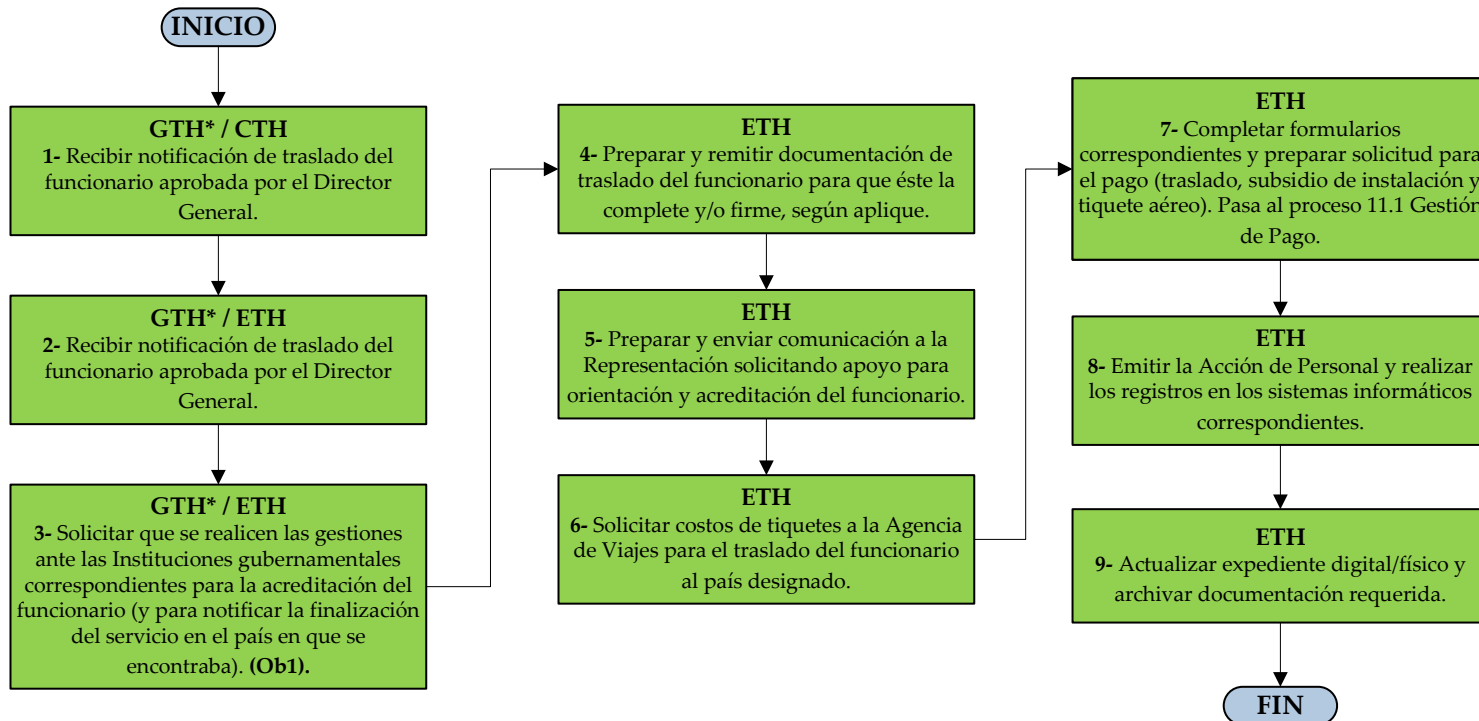 INICIO
GTH* / CTH
1- Recibir notificación de traslado del
funcionario aprobada por el Director
General.
GTH* / ETH
2- Recibir notificación de traslado del
funcionario aprobada por el Director
General.
GTH* / ETH
3- Solicitar que se realicen las gestiones
ante las Instituciones gubernamentales
correspondientes para la acreditación del
funcionario (y para notificar la finalización
del servicio en el país en que se
encontraba). (Ob1).
ETH
4- Preparar y remitir documentación de
traslado del funcionario para que éste la
complete y/o firme, según aplique.
ETH
5- Preparar y enviar comunicación a la
Representación solicitando apoyo para
orientación y acreditación del funcionario.
ETH
6- Solicitar costos de tiquetes a la Agencia
de Viajes para el traslado del funcionario
al país designado.
ETH
7- Completar formularios
correspondientes y preparar solicitud para
el pago (traslado, subsidio de instalación y
tiquete aéreo). Pasa al proceso 11.1 Gestión
de Pago.
ETH
8- Emitir la Acción de Personal y realizar
los registros en los sistemas informáticos
correspondientes.
ETH
9- Actualizar expediente digital/físico y
archivar documentación requerida.
FIN